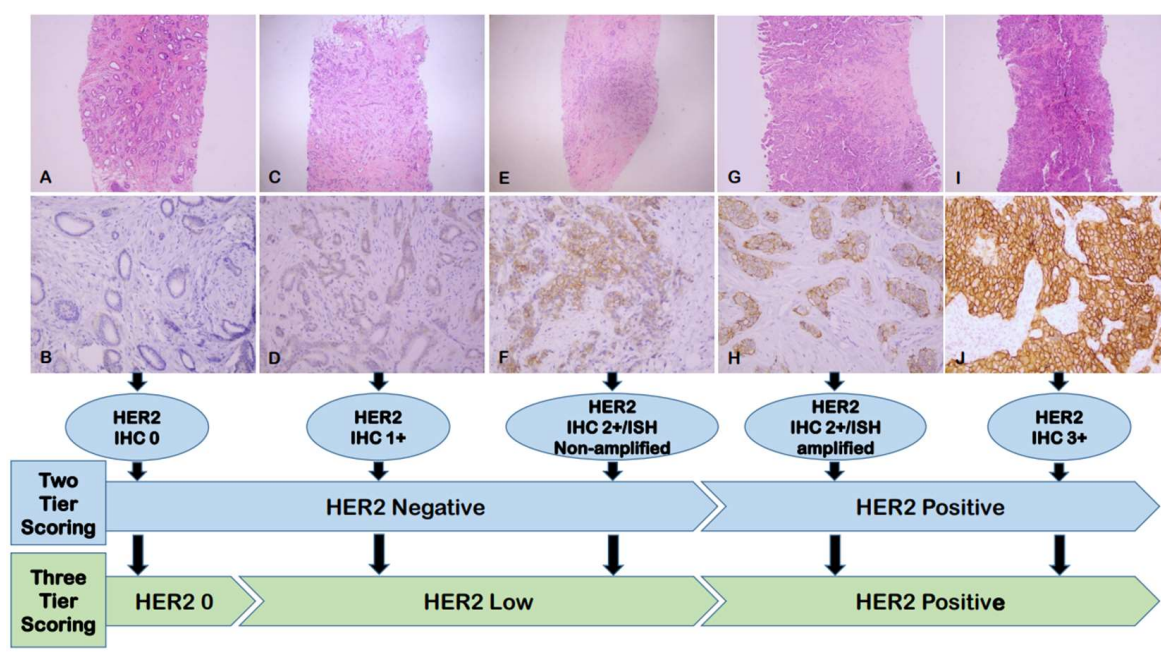 A
C
E
G
I
B
D
F
H
J
HER2
IHC 0
HER2
IHC 1+
HER2
IHC 2+/ISH
Non-amplified
HER2
IHC 2+/ISH
amplified
HER2
IHC 3+
Two
Tier
Scoring
HER2 Negative
HER2 Positive
Three
Tier
Scoring
HER2 0
HER2 Low
HER2 Positive